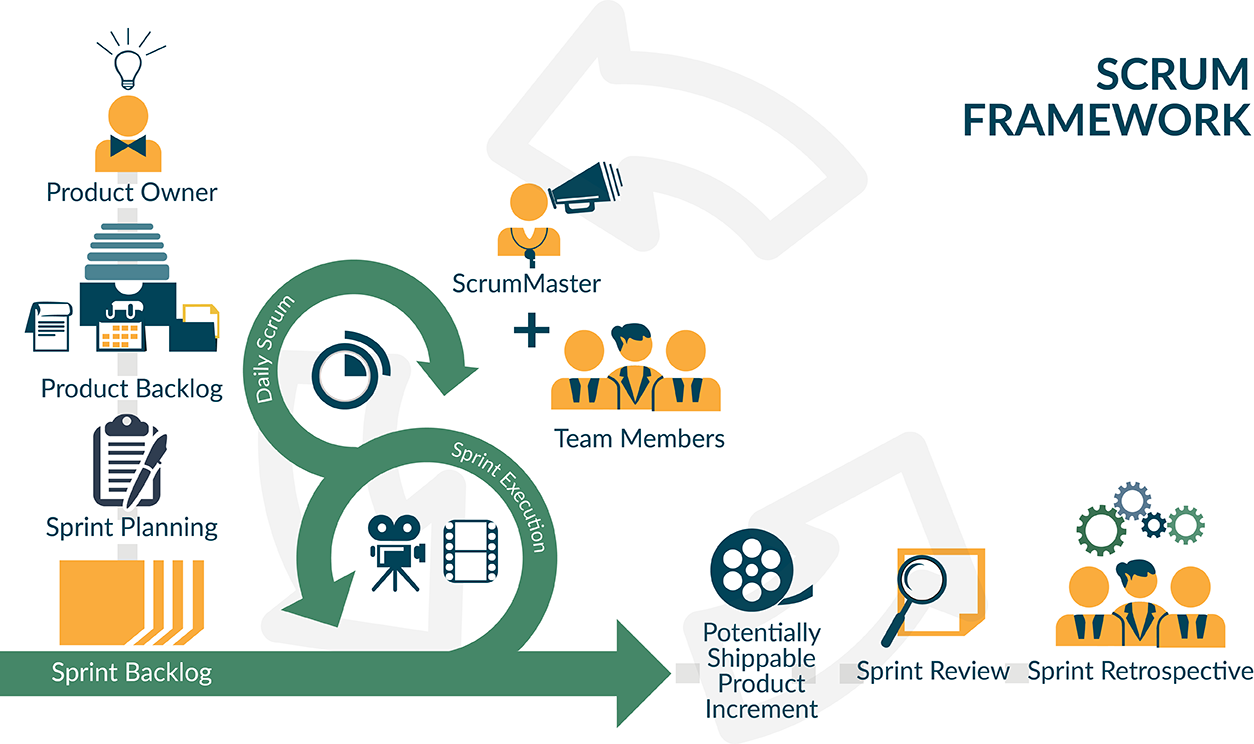 SCRUM
FRAMEWORK
Product Owner
Product Backlog
Sprint Planning
Sprint Backlog
Daily Scrum
Sprint Execution
ScrumMaster
+
Team Members
Potentially
Shippable
Product
Increment
Sprint Review
Sprint Retrospective